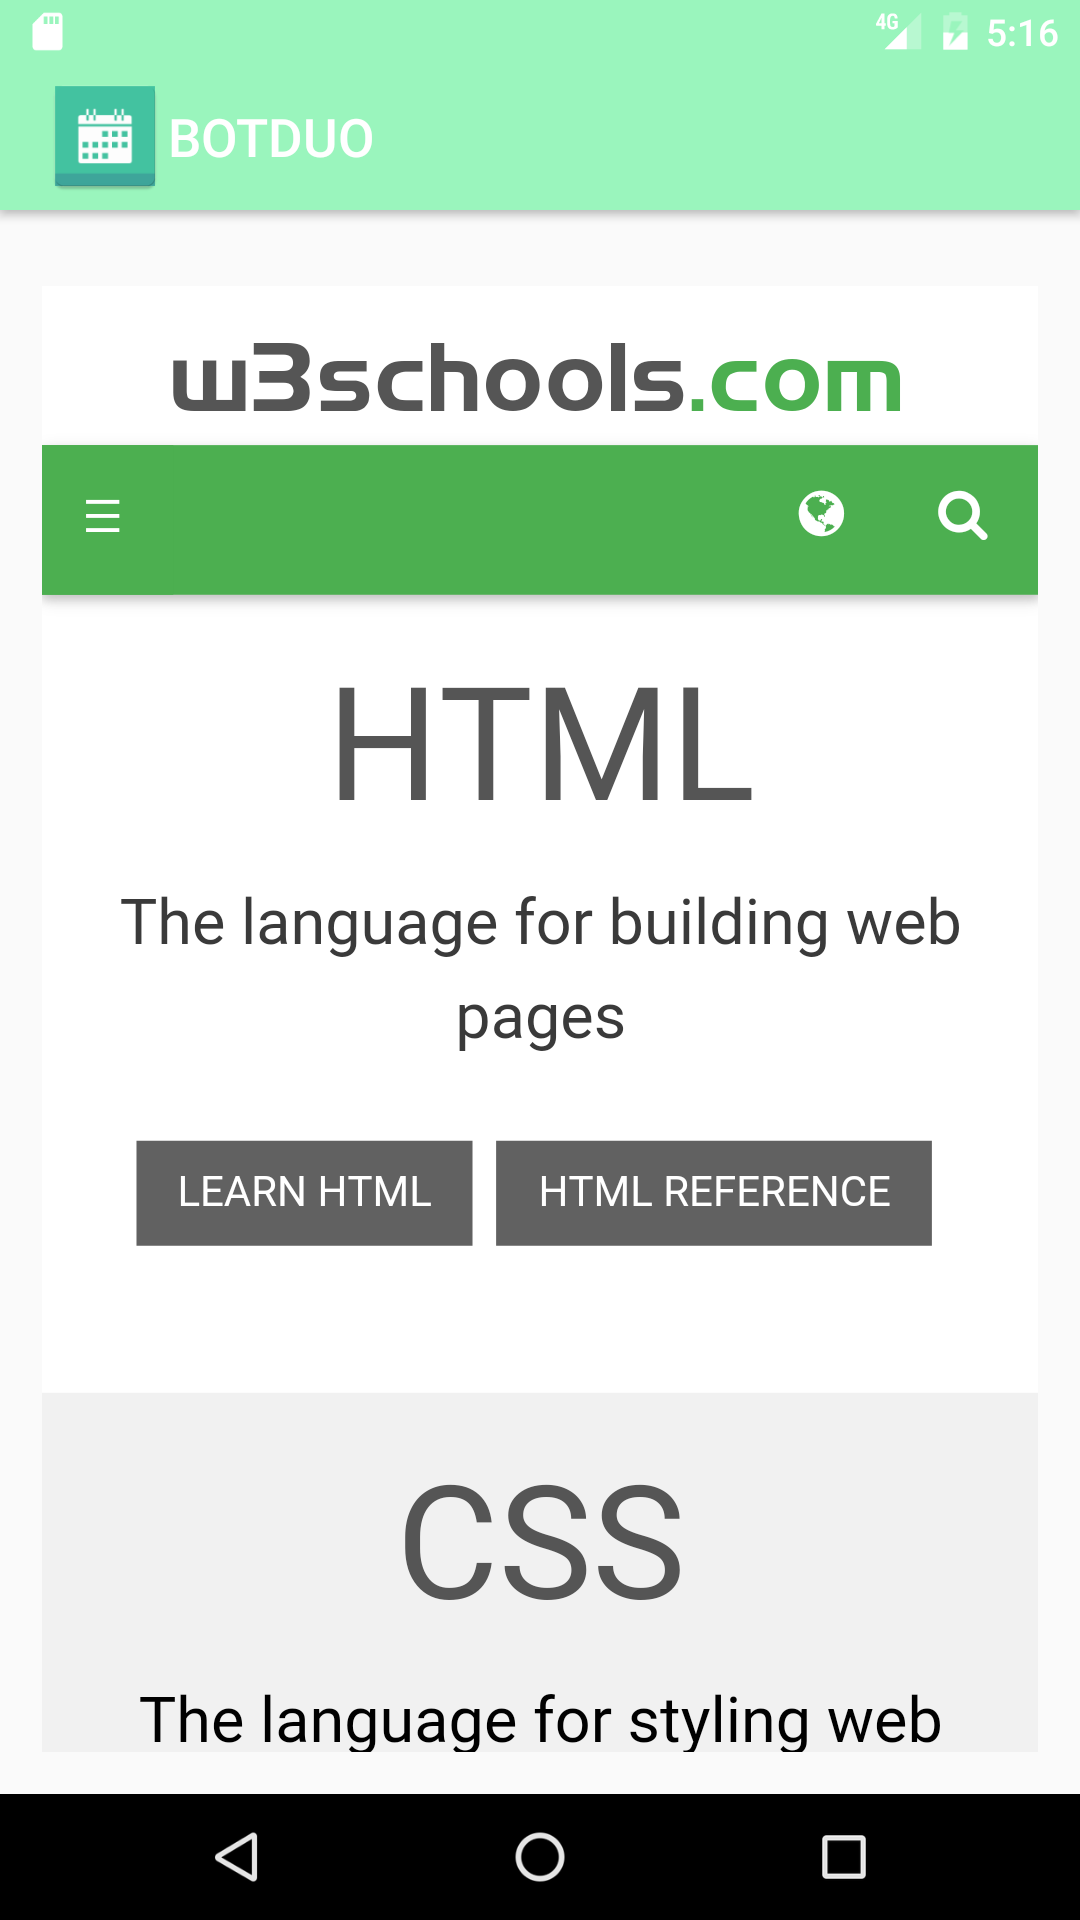 4G 5:16
BOTDUO
w3schools.com
HTML
The language for building web
pages
LEARN HTML HTML REFERENCE
CSS
The language for styling web